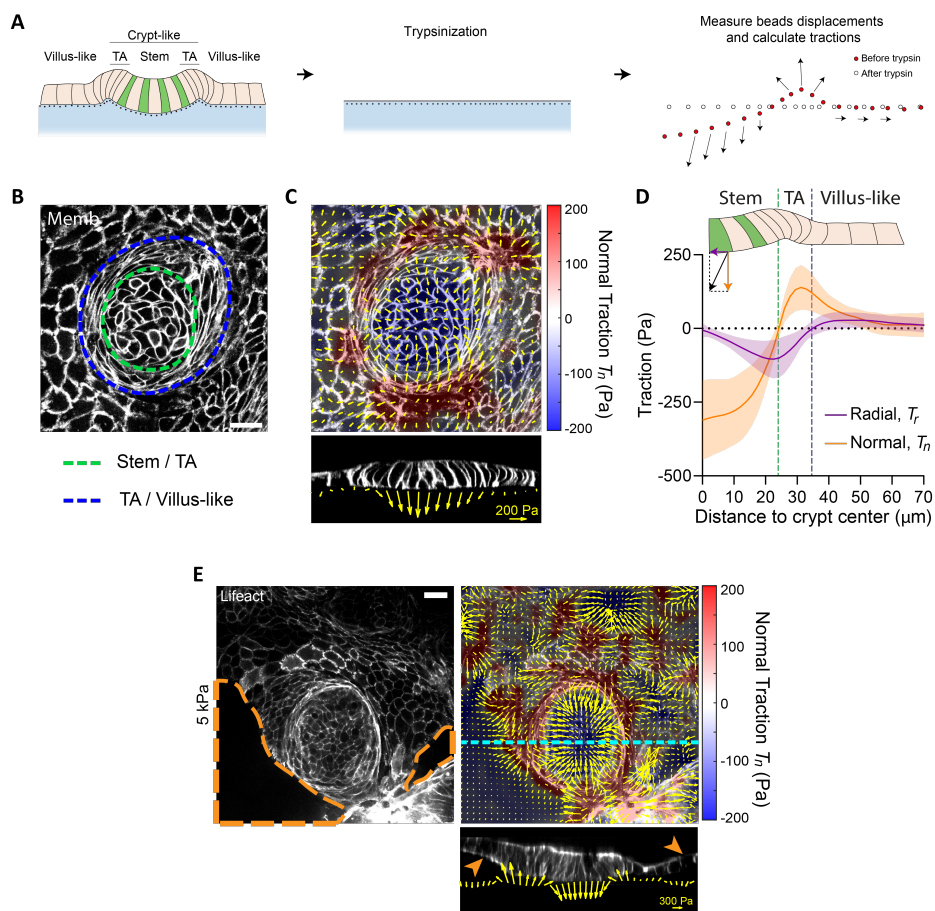 A
Crypt-like
Villus-like
TA
Stem
TA
Villus-like
Trypsinization
Measure beads displacements
and calculate tractions
Before trypsin
After trypsin
B
Memb
Stem / TA
TA / Villus-like
C
200
100
0
-100
-200
Normal Traction Tn (Pa)
200 Pa
D
Stem
TA
Villus-like
250
0
-250
-500
Traction (Pa)
Radial, Tr
Normal, Tn
0 10 20 30 40 50 60 70
Distance to crypt center (µm)
E
Lifeact
5 kPa
200
100
0
-100
-200
Normal Traction Tn (Pa)
300 Pa